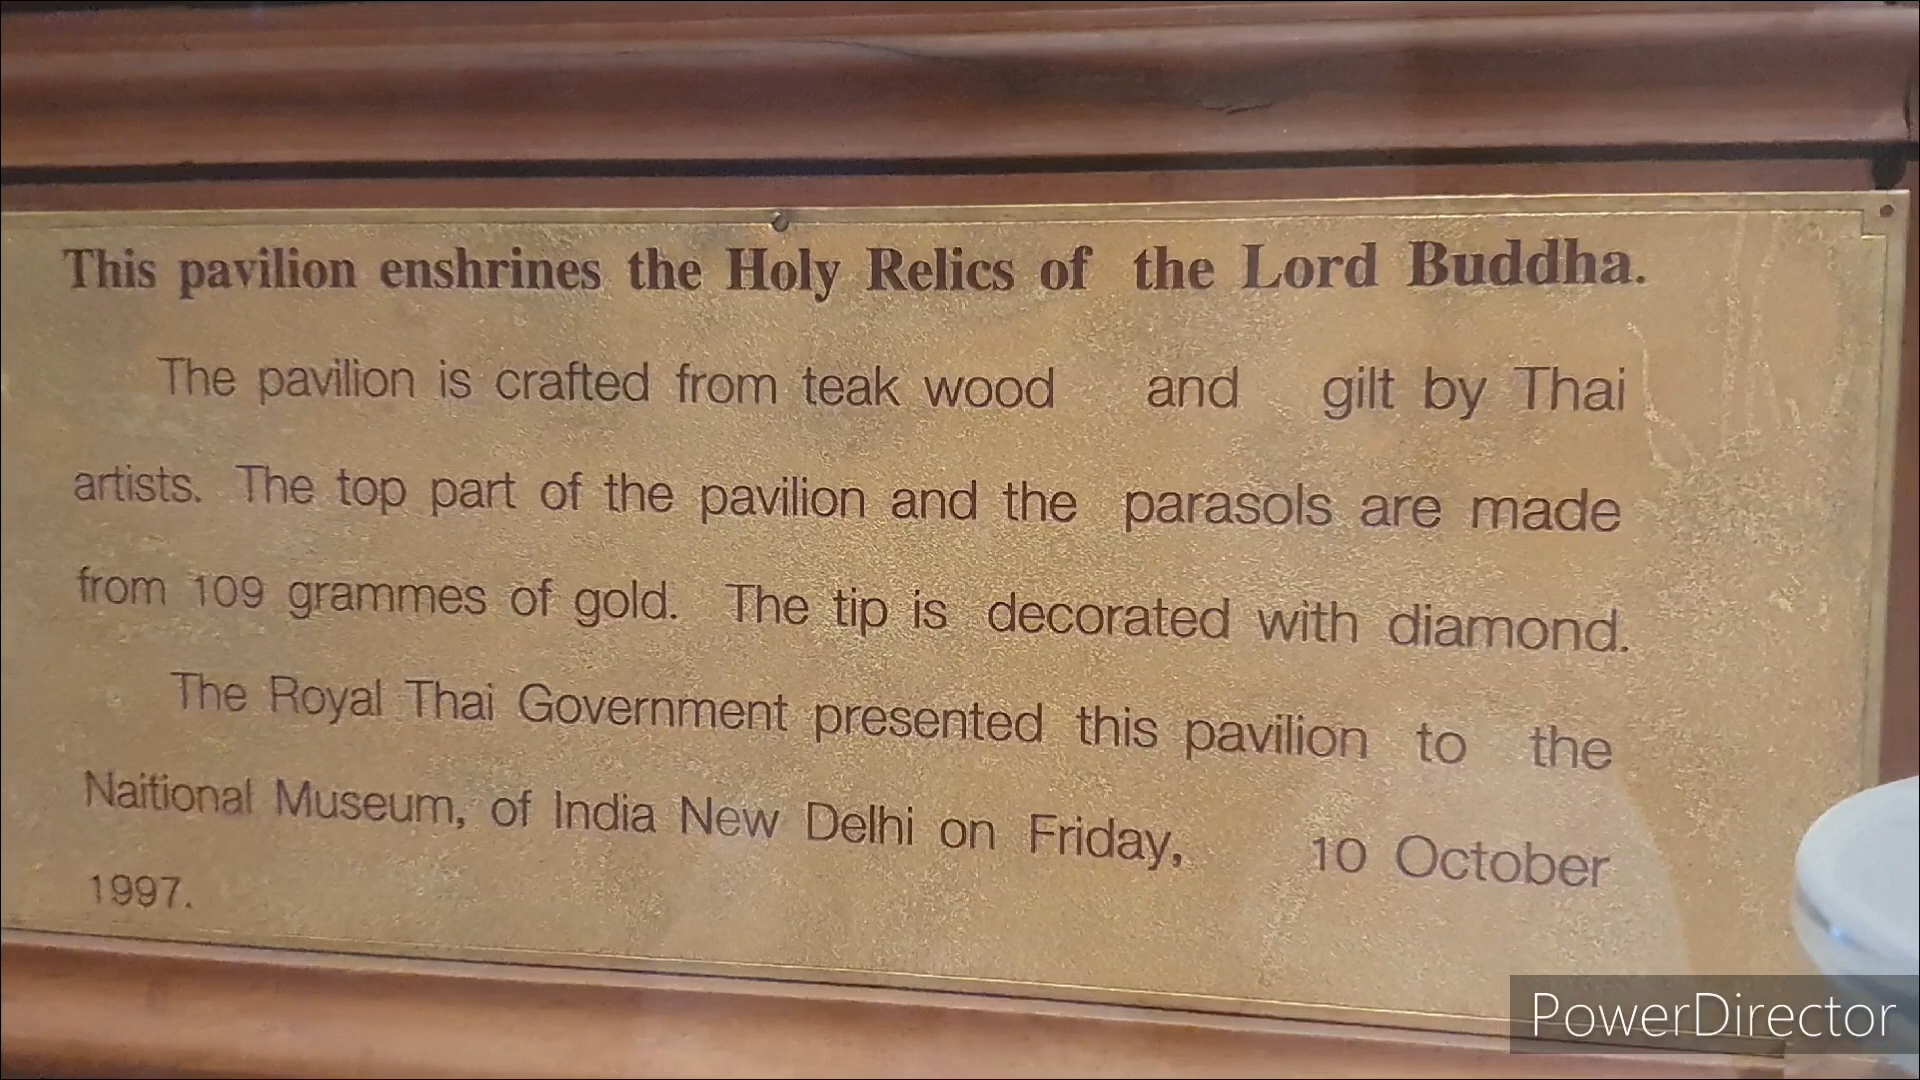 This pavilion enshrines the Holy Relics of the Lord Buddha.
The pavilion is crafted from teak wood and gilt by Thai
artists. The top part of the pavilion and the parasols are made
from 109 grammes of gold. The tip is decorated with diamond.
The Royal Thai Government presented this pavilion to the
Naitional Museum, of India New Delhi on Friday, 10 October
1997.
PowerDirector